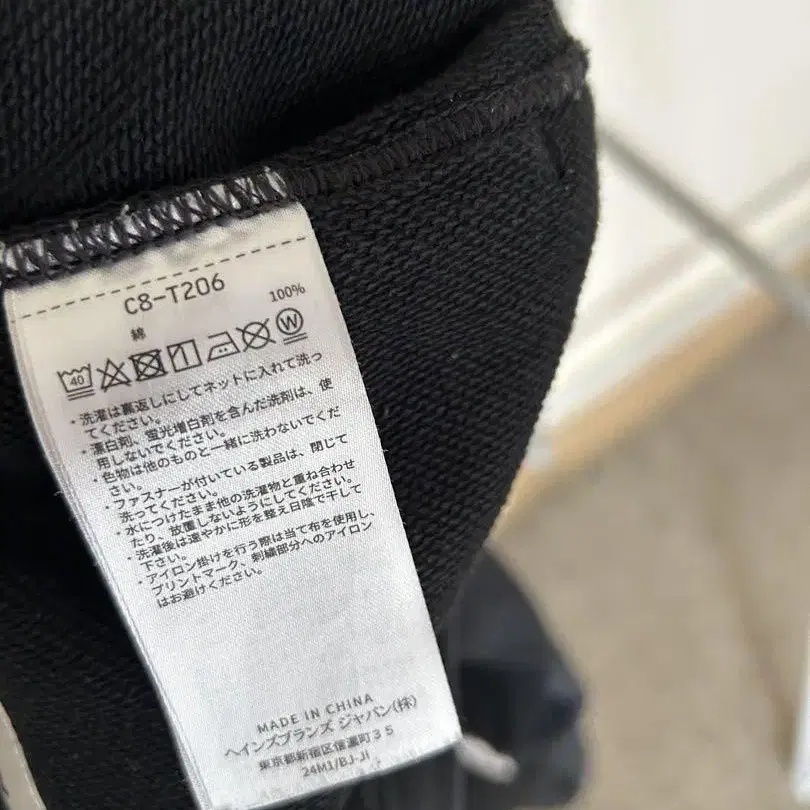 C8-T206
綿 100%
40 W
・洗濯は裏返しにしてネットに入れて洗っ
てください。
・漂白剤、蛍光増白剤を含んだ洗剤は、使
用しないでください。
・色物は他のものと一緒に洗わないでくだ
さい。
・ファスナーが付いている製品は、閉じて
洗ってください。
・水につけたまま他の洗濯物と重ね合わせ
たり、放置しないようにしてください。
・洗濯後は速やかに形を整え日陰で干して
下さい。
・アイロン掛けを行う際は当て布を使用し、
プリントマーク、刺繍部分へのアイロン
はお避けください。
MADE IN CHINA
ヘインズブランズ ジャパン(株)
東京都新宿区信濃町35
24M1/BJ-JI